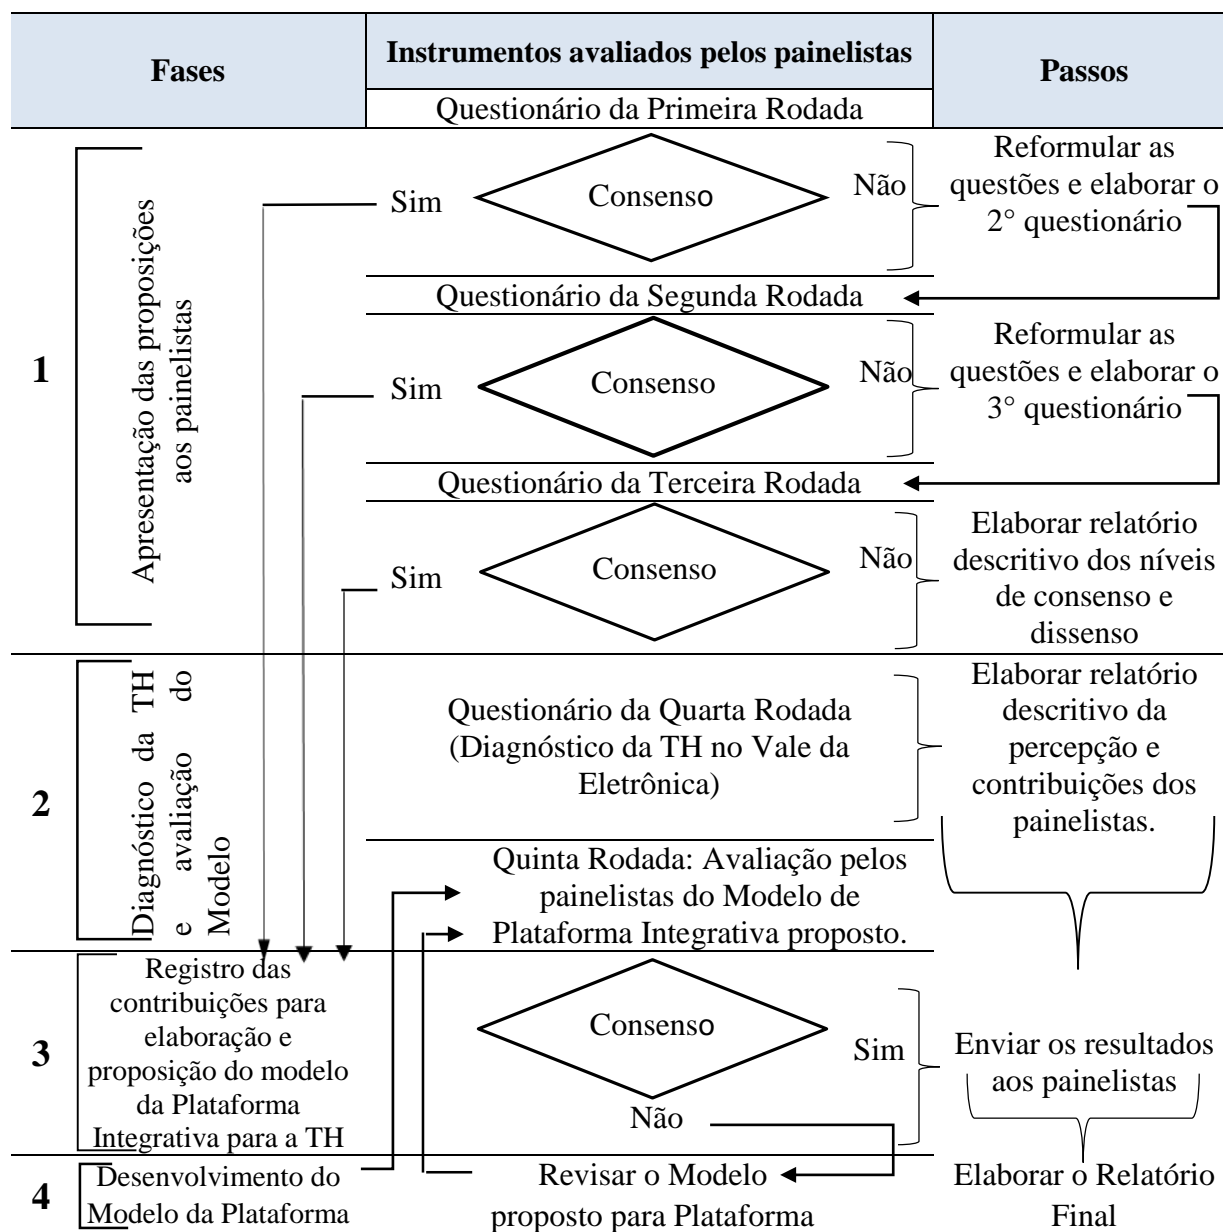 Fases
Instrumentos avaliados pelos painelistas
Passos
Questionário da Primeira Rodada
1
Apresentação das proposições
aos painelistas
Sim
Consenso
Não
Reformular as
questões e elaborar o
2° questionário
Questionário da Segunda Rodada
Sim
Consenso
Não
Reformular as
questões e elaborar o
3° questionário
Questionário da Terceira Rodada
Sim
Consenso
Não
Elaborar relatório
descritivo dos níveis
de consenso e
dissenso
2
Diagnóstico da TH
e avaliação do
Modelo
Questionário da Quarta Rodada
(Diagnóstico da TH no Vale da
Eletrônica)
Elaborar relatório
descritivo da
percepção e
contribuições dos
painelistas.
Quinta Rodada: Avaliação pelos
painelistas do Modelo de
Plataforma Integrativa proposto.
3
Registro das
contribuições para
elaboração e
proposição do modelo
da Plataforma
Integrativa para a TH
Consenso
Sim
Não
Enviar os resultados
aos painelistas
4
Desenvolvimento do
Modelo da Plataforma
Revisar o Modelo
proposto para Plataforma
Elaborar o Relatório
Final